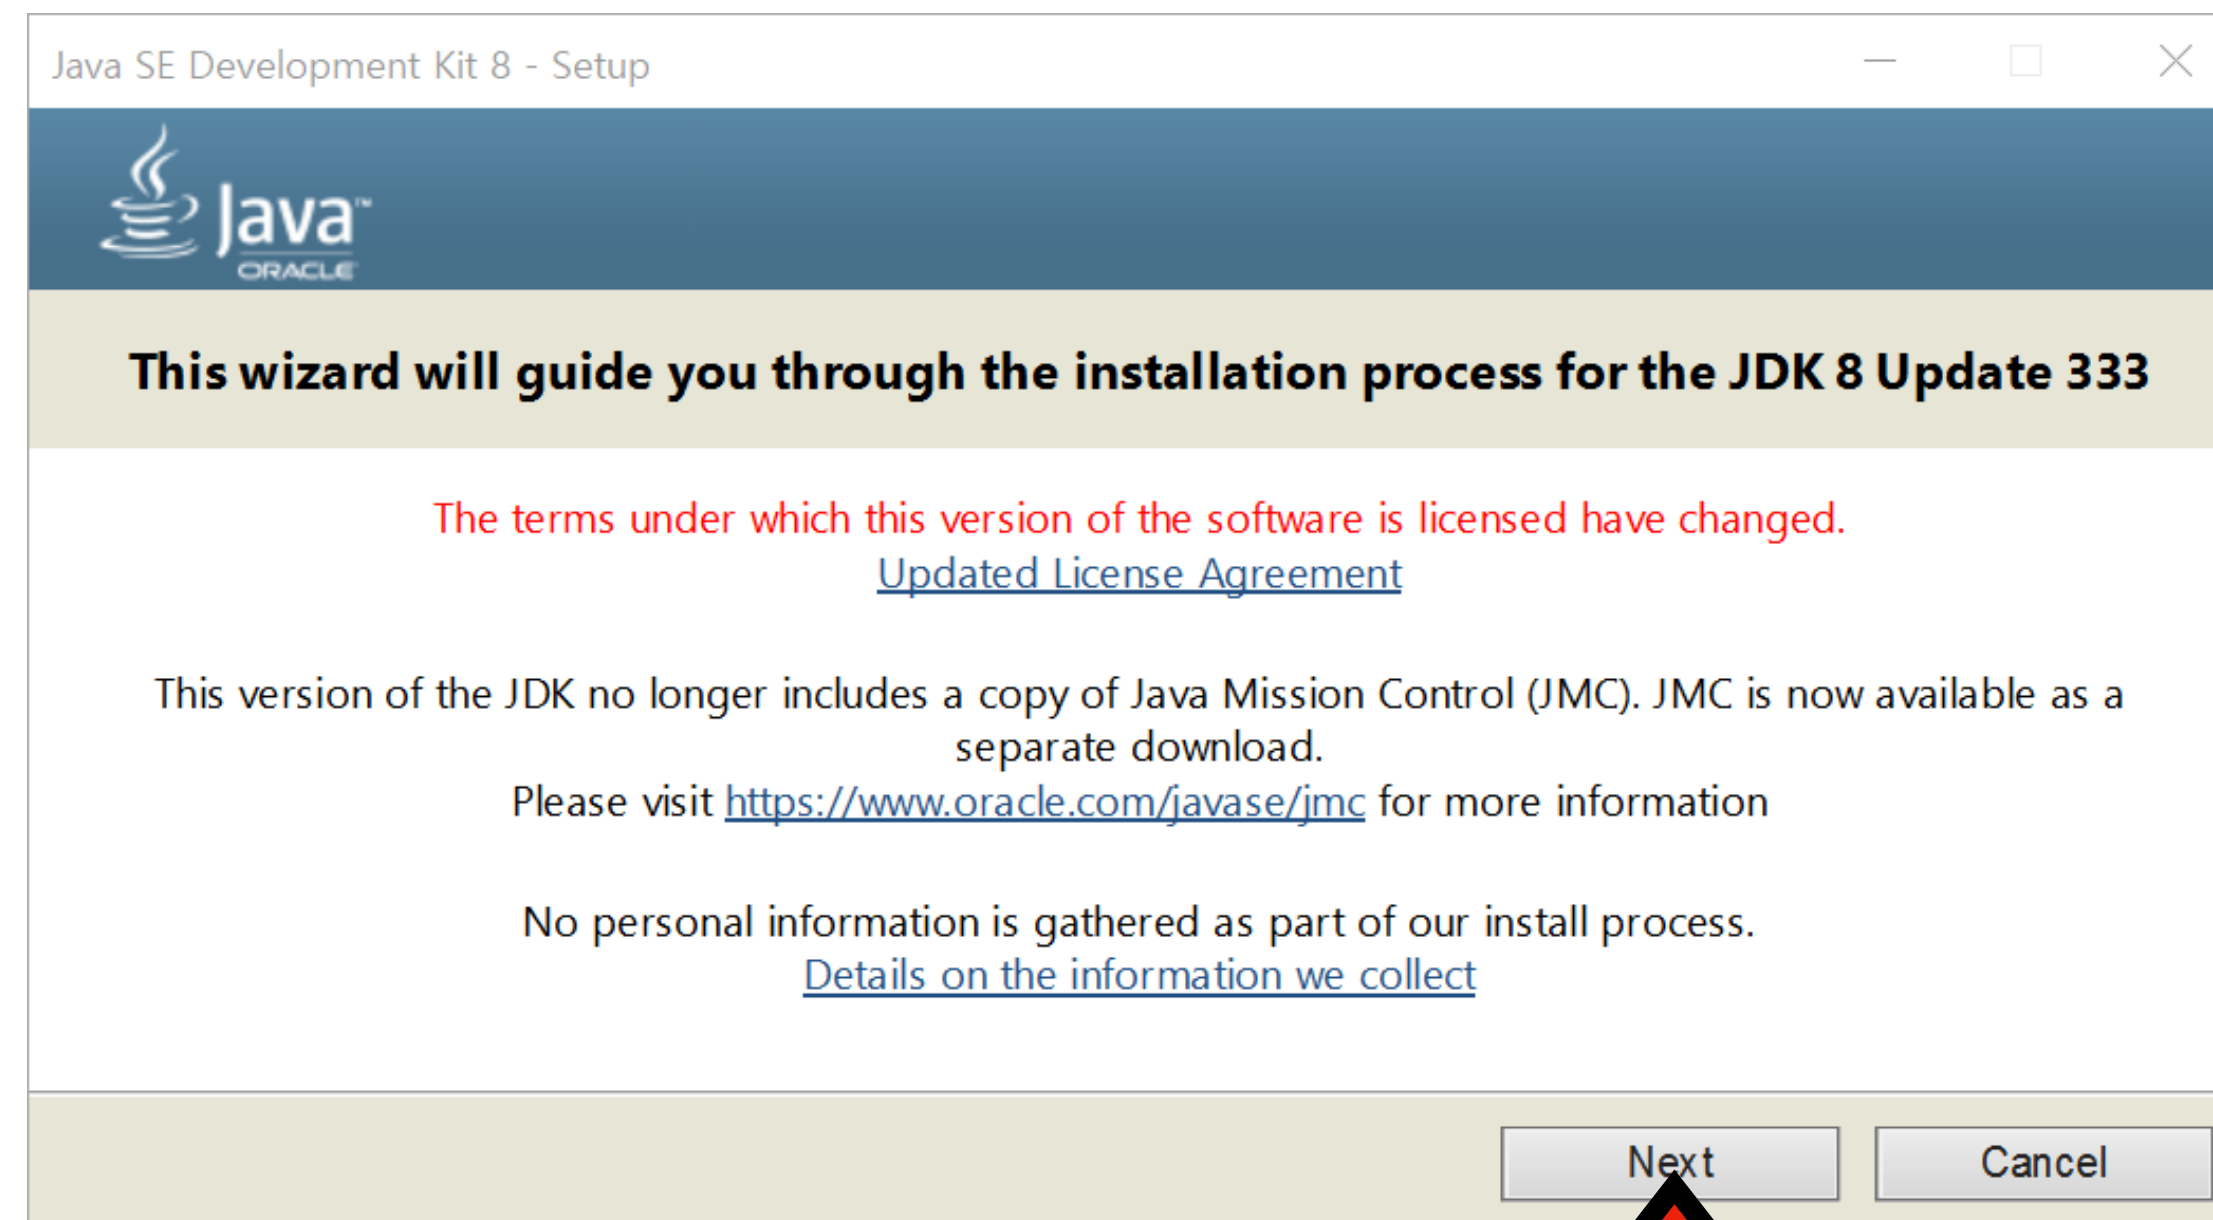 Java SE Development Kit 8 - Setup
Java™
ORACLE
This wizard will guide you through the installation process for the JDK 8 Update 333
The terms under which this version of the software is licensed have changed.
Updated License Agreement
This version of the JDK no longer includes a copy of Java Mission Control (JMC). JMC is now available as a
separate download.
Please visit https://www.oracle.com/javase/jmc for more information
No personal information is gathered as part of our install process.
Details on the information we collect
Next
Cancel